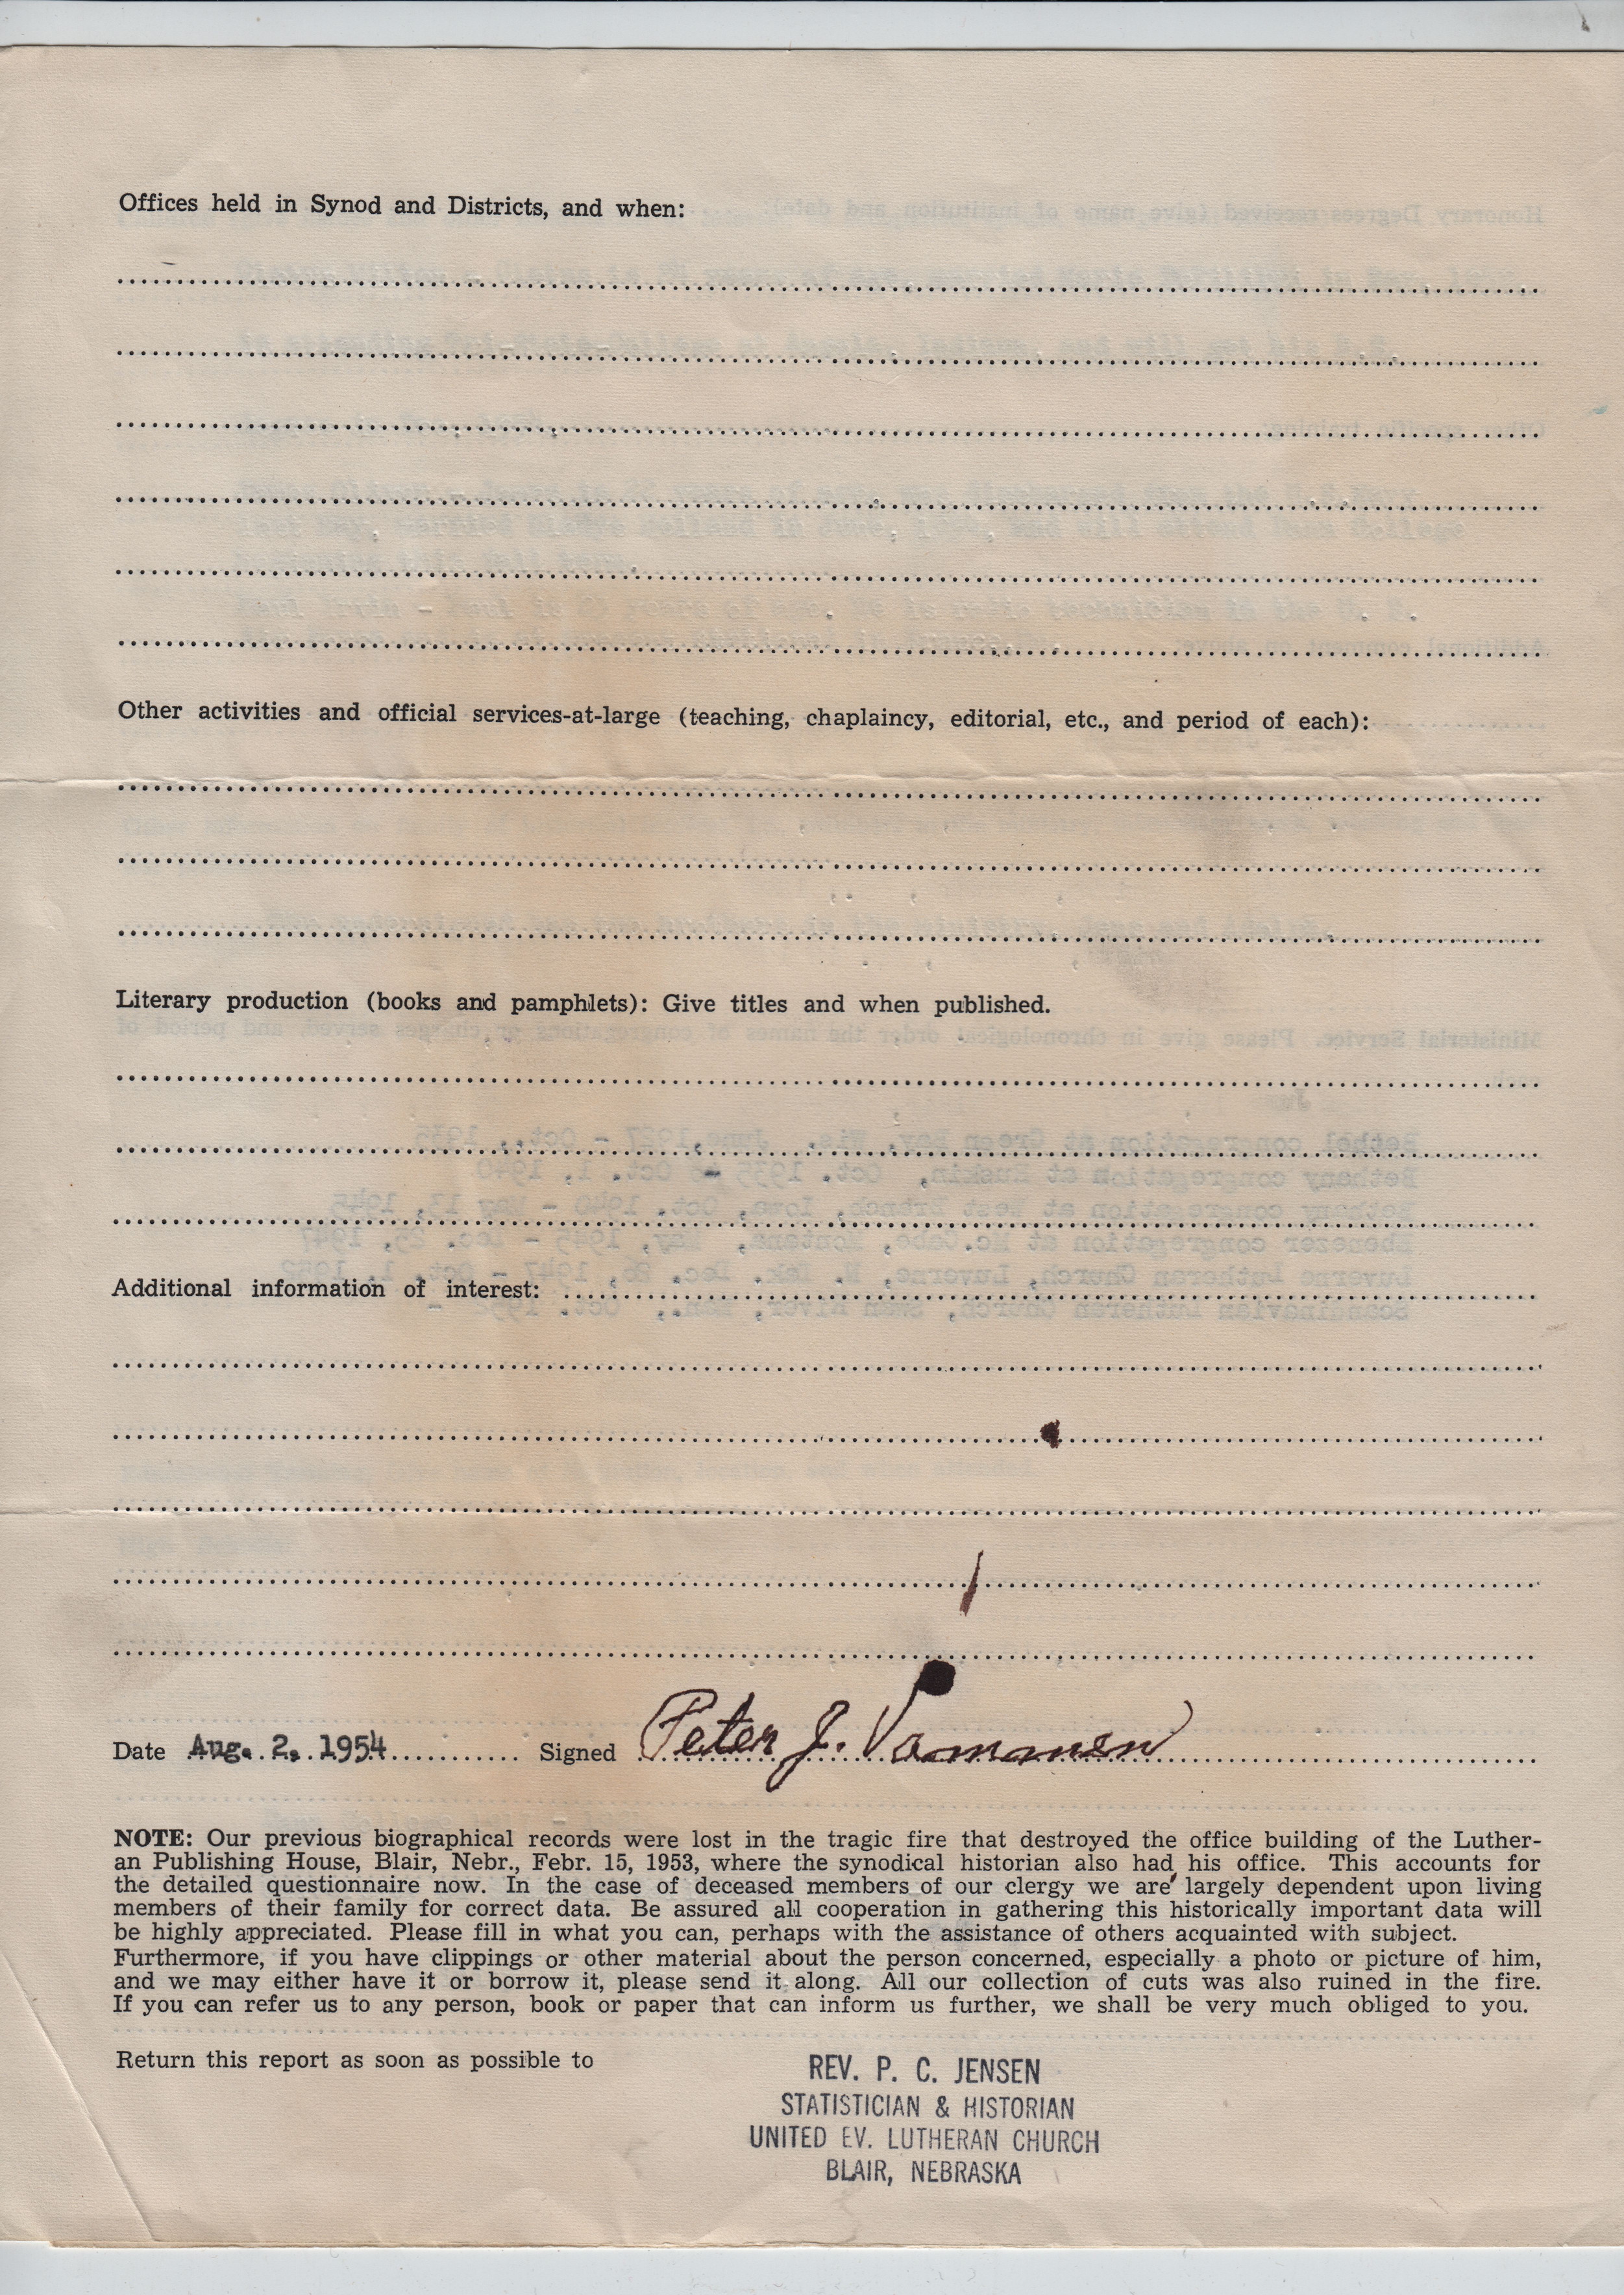 Offices held in Synod and Districts, and when:
Other activities and official services-at-large (teaching, chaplaincy, editorial, etc., and period of each):
Literary production (books and pamphlets): Give titles and when published.
Additional information of interest:
Date Aug. 2, 1954 Signed Peter J. Vammen
NOTE: Our previous biographical records were lost in the tragic fire that destroyed the office building of the Luther-
an Publishing House, Blair, Nebr., Febr. 15, 1953, where the synodical historian also had his office. This accounts for
the detailed questionnaire now. In the case of deceased members of our clergy we are largely dependent upon living
members of their family for correct data. Be assured all cooperation in gathering this historically important data will
be highly appreciated. Please fill in what you can, perhaps with the assistance of others acquainted with subject.
Furthermore, if you have clippings or other material about the person concerned, especially a photo or picture of him,
and we may either have it or borrow it, please send it along. All our collection of cuts was also ruined in the fire.
If you can refer us to any person, book or paper that can inform us further, we shall be very much obliged to you.
Return this report as soon as possible to
REV. P. C. JENSEN
STATISTICIAN & HISTORIAN
UNITED EV. LUTHERAN CHURCH
BLAIR, NEBRASKA